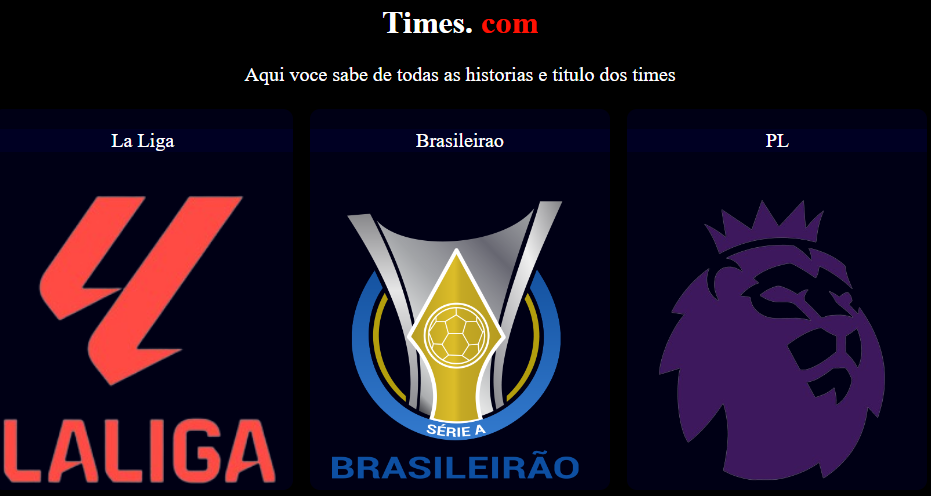 Times. com
Aqui voce sabe de todas as historias e titulo dos times
La Liga
Brasileirao
PL
LALIGA
SÉRIE A
BRASILEIRÃO